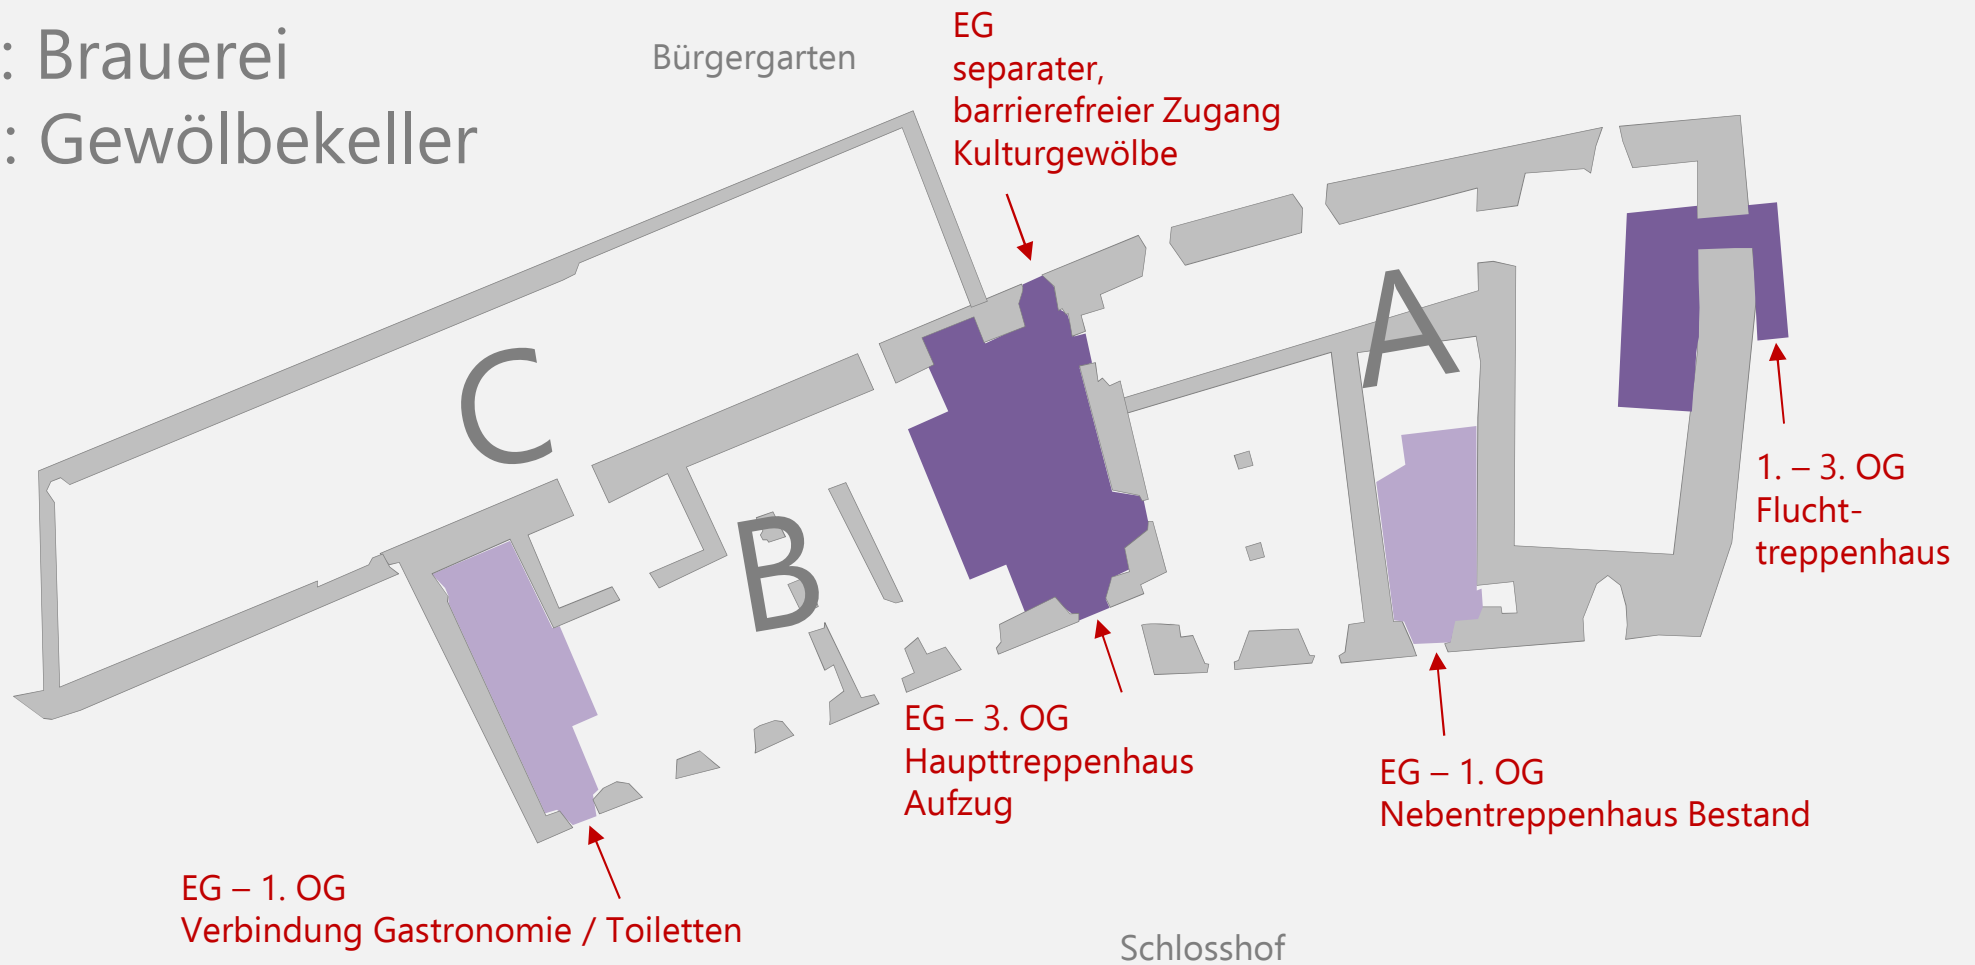 : Brauerei
: Gewölbekeller
Bürgergarten
EG
separater,
barrierefreier Zugang
Kulturgewölbe
C
B
A
1. – 3. OG
Flucht-
treppenhaus
EG – 3. OG
Haupttreppenhaus
Aufzug
EG – 1. OG
Nebentreppenhaus Bestand
EG – 1. OG
Verbindung Gastronomie / Toiletten
Schlosshof